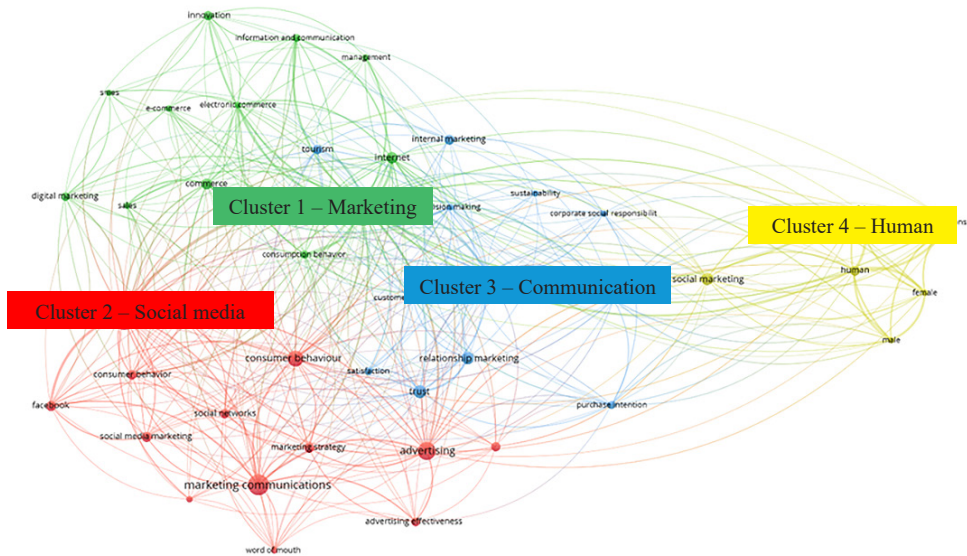 innovation
information and communication
management
smes
e-commerce
electronic commerce
tourism
internal marketing
internet
commerce
digital marketing
sales
sustainability
corporate social responsibilit
Cluster 1 – Marketing
Cluster 4 – Human
consumption behavior
human
social marketing
Cluster 3 – Communication
female
Cluster 2 – Social media
male
consumer behaviour
relationship marketing
satisfaction
consumer behavior
trust
facebook
purchase intention
social networks
social media marketing
marketing strategy
advertising
marketing communications
advertising effectiveness
word of mouth